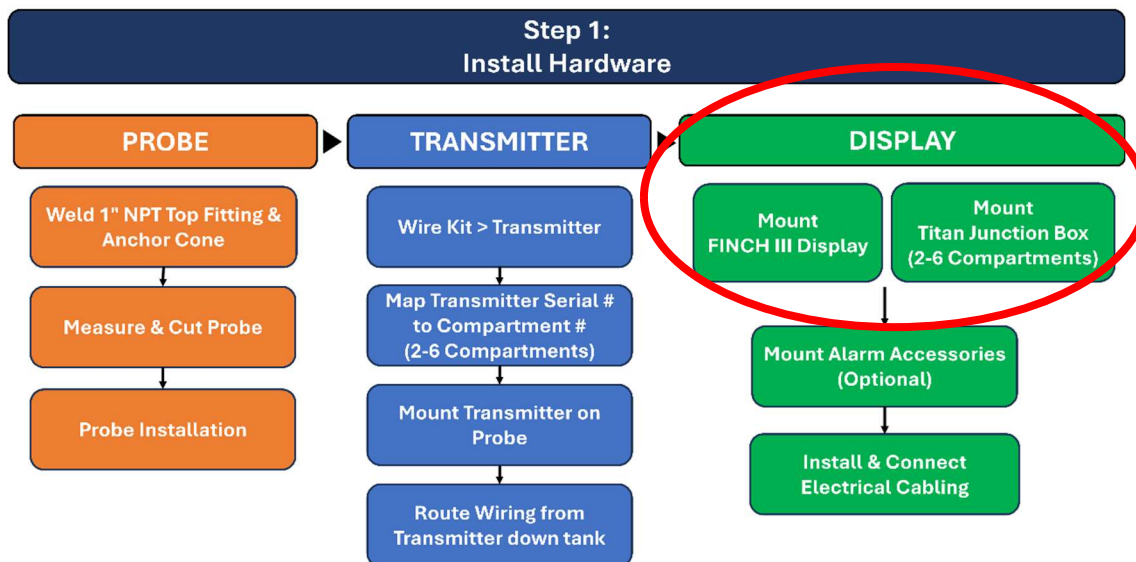 Step 1:
Install Hardware
PROBE
Weld 1" NPT Top Fitting &
Anchor Cone
Measure & Cut Probe
Probe Installation
TRANSMITTER
Wire Kit > Transmitter
Map Transmitter Serial #
to Compartment #
(2-6 Compartments)
Mount Transmitter on
Probe
Route Wiring from
Transmitter down tank
DISPLAY
Mount
FINCH III Display
Mount
Titan Junction Box
(2-6 Compartments)
Mount Alarm Accessories
(Optional)
Install & Connect
Electrical Cabling